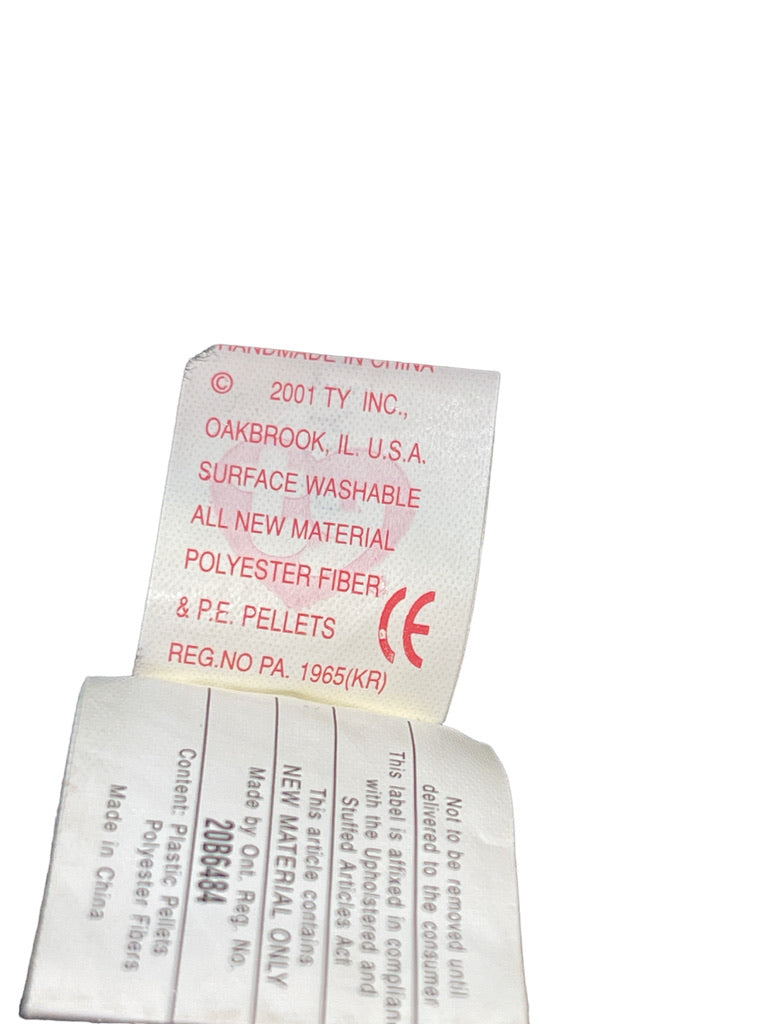 HANDMADE IN CHINA
© 2001 TY INC.,
OAKBROOK, IL. U.S.A.
SURFACE WASHABLE
ALL NEW MATERIAL
POLYESTER FIBER
& P.E. PELLETS
CE
REG.NO PA. 1965(KR)
Not to be removed until
delivered to the consumer
This label is affixed in complian
with the Upholstered and
Stuffed Articles Act
This article contains
NEW MATERIAL ONLY
Made by Ont. Reg. No.
20B6484
Content: Plastic Pellets
Polyester Fibers
Made in China